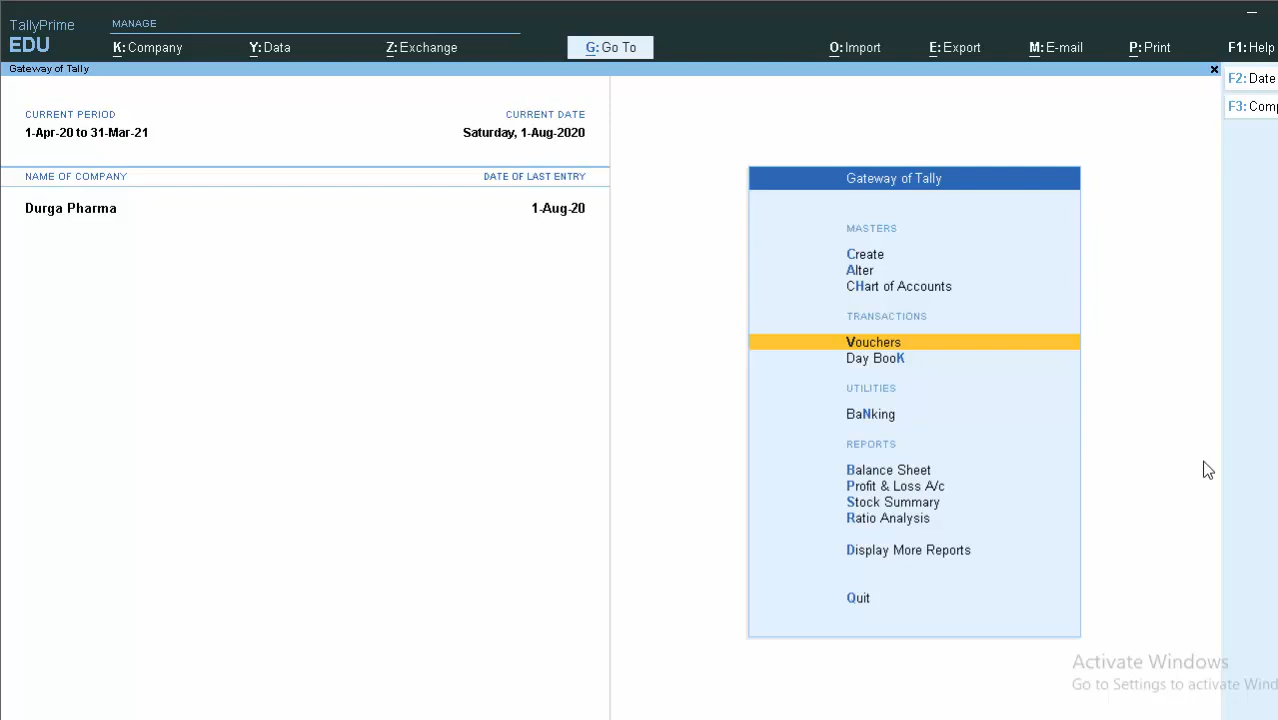 TallyPrime
EDU
MANAGE
K:Company Y:Data Z:Exchange G:Go To O:Import E:Export M:E-mail P:Print F1:Help
Gateway of Tally
F2: Date
F3: Comp
CURRENT PERIOD CURRENT DATE
1-Apr-20 to 31-Mar-21 Saturday, 1-Aug-2020
NAME OF COMPANY DATE OF LAST ENTRY
Durga Pharma 1-Aug-20
Gateway of Tally
MASTERS
Create
Alter
CHart of Accounts
TRANSACTIONS
Vouchers
Day BooK
UTILITIES
BaNking
REPORTS
Balance Sheet
Profit & Loss A/c
Stock Summary
Ratio Analysis
Display More Reports
Quit
Activate Windows
Go to Settings to activate Wind